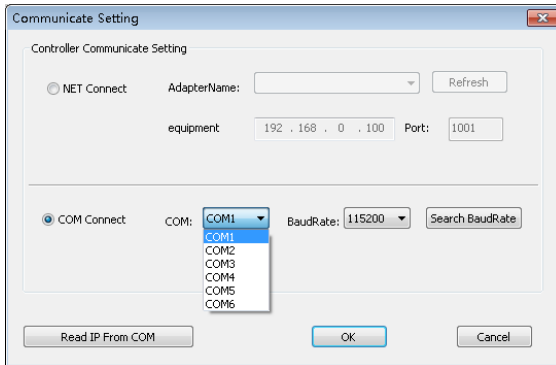 Communicate Setting
Controller Communicate Setting
NET Connect AdapterName: Refresh
equipment 192 . 168 . 0 . 100 Port: 1001
COM Connect COM: COM1 BaudRate: 115200 Search BaudRate
COM1
COM2
COM3
COM4
COM5
COM6
Read IP From COM OK Cancel